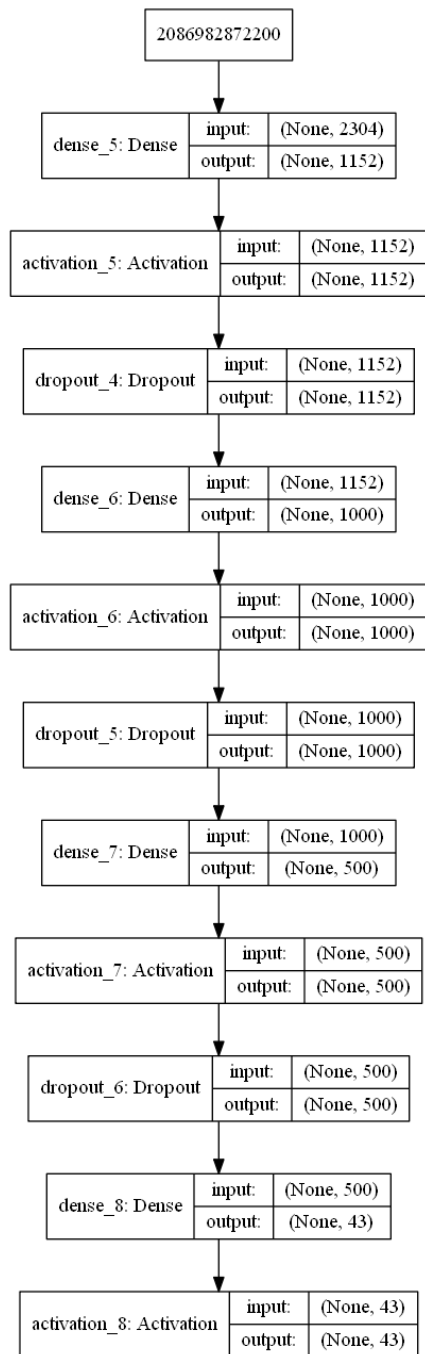 2086982872200
dense_5: Dense
input: (None, 2304)
output: (None, 1152)
activation_5: Activation
input: (None, 1152)
output: (None, 1152)
dropout_4: Dropout
input: (None, 1152)
output: (None, 1152)
dense_6: Dense
input: (None, 1152)
output: (None, 1000)
activation_6: Activation
input: (None, 1000)
output: (None, 1000)
dropout_5: Dropout
input: (None, 1000)
output: (None, 1000)
dense_7: Dense
input: (None, 1000)
output: (None, 500)
activation_7: Activation
input: (None, 500)
output: (None, 500)
dropout_6: Dropout
input: (None, 500)
output: (None, 500)
dense_8: Dense
input: (None, 500)
output: (None, 43)
activation_8: Activation
input: (None, 43)
output: (None, 43)